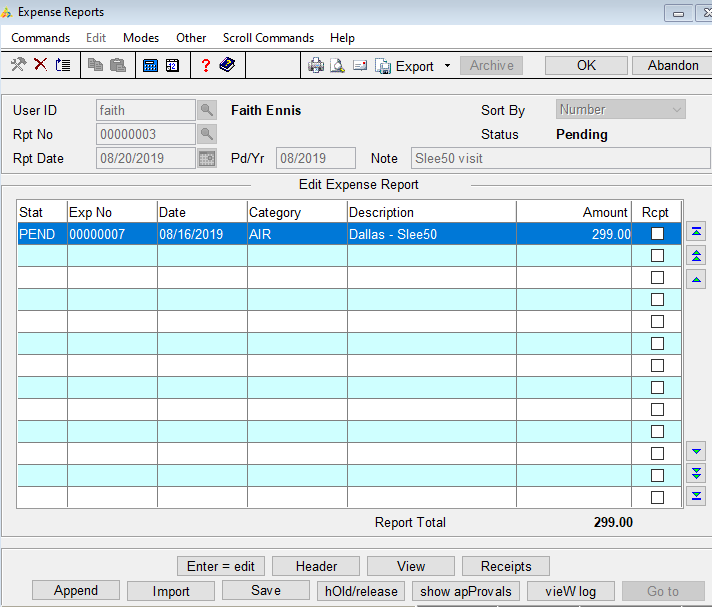 Expense Reports
Commands Edit Modes Other Scroll Commands Help
Export Archive OK Abandon
User ID faith Faith Ennis Sort By Number
Rpt No 00000003 Status Pending
Rpt Date 08/20/2019 Pd/Yr 08/2019 Note Slee50 visit
Edit Expense Report
Stat Exp No Date Category Description Amount Rcpt
PEND 00000007 08/16/2019 AIR Dallas - Slee50 299.00
Report Total 299.00
Enter = edit Header View Receipts
Append Import Save hOld/release show apProvals vieW log Go to